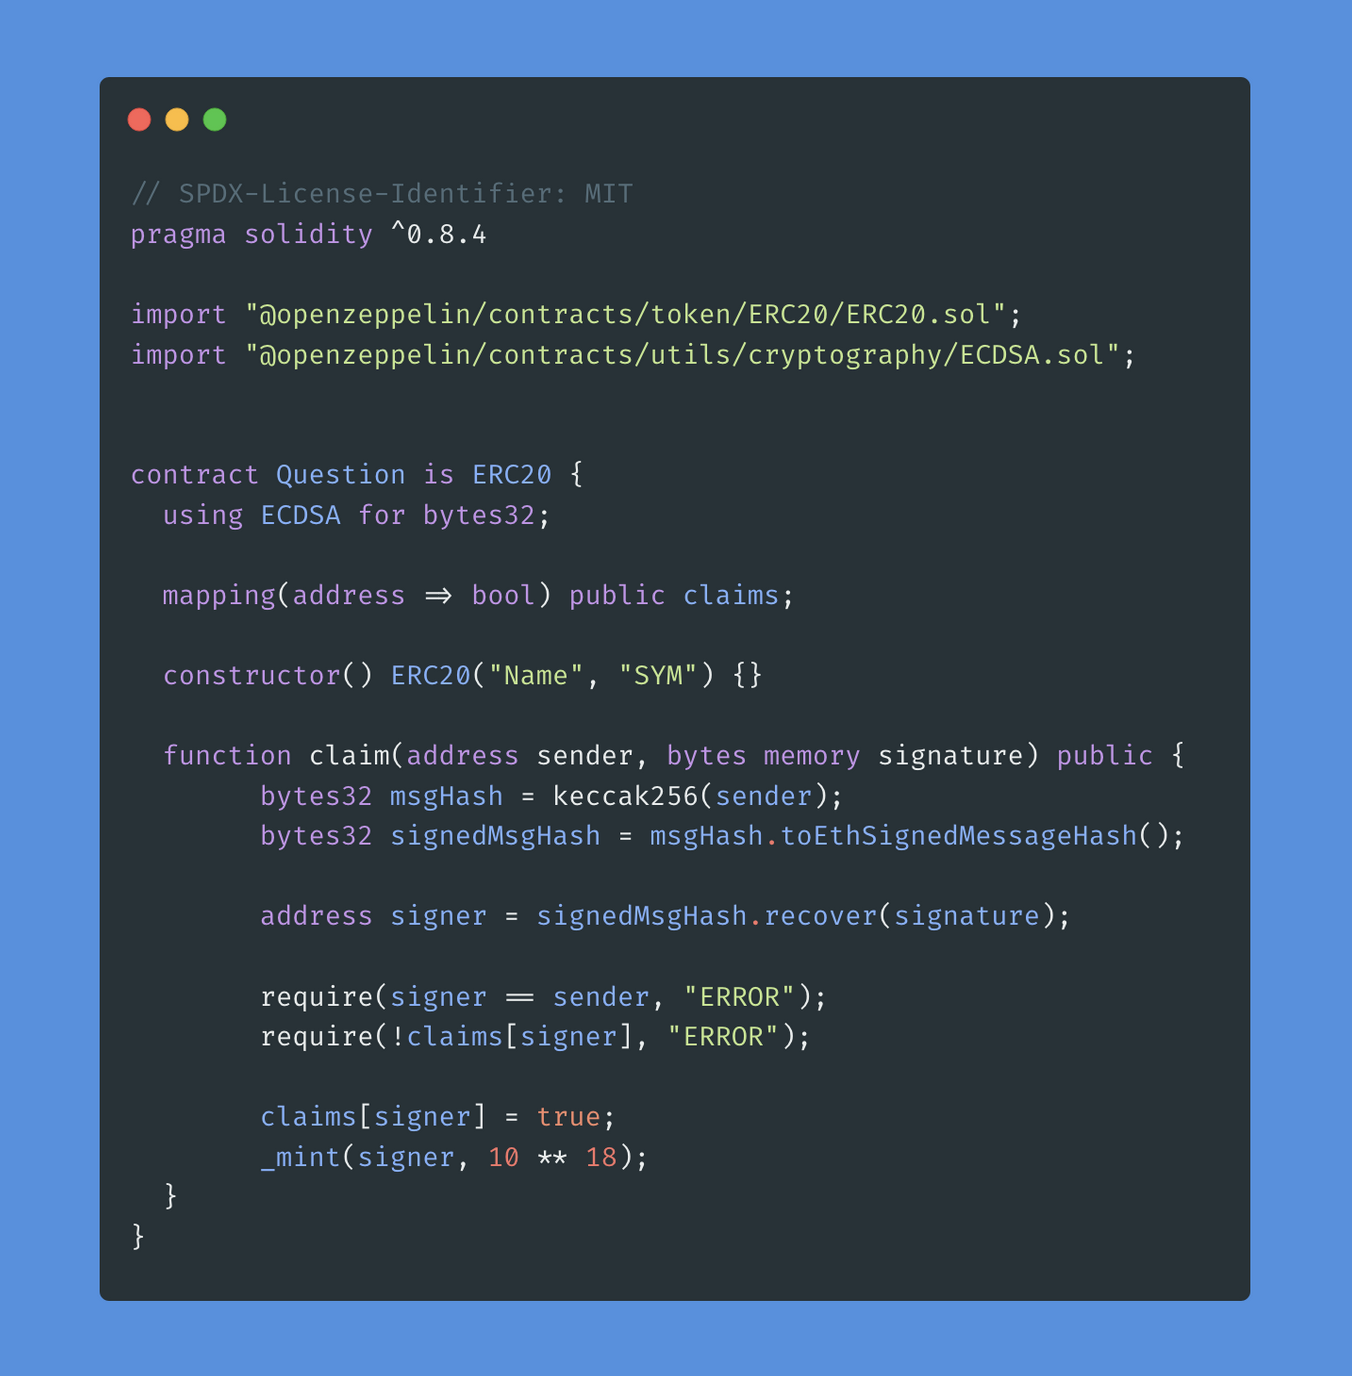 // SPDX-License-Identifier: MIT
pragma solidity ^0.8.4
import "@openzeppelin/contracts/token/ERC20/ERC20.sol";
import "@openzeppelin/contracts/utils/cryptography/ECDSA.sol";
contract Question is ERC20 {
  using ECDSA for bytes32;
  mapping(address => bool) public claims;
  constructor() ERC20("Name", "SYM") {}
  function claim(address sender, bytes memory signature) public {
        bytes32 msgHash = keccak256(sender);
        bytes32 signedMsgHash = msgHash.toEthSignedMessageHash();
        address signer = signedMsgHash.recover(signature);
        require(signer == sender, "ERROR");
        require(!claims[signer], "ERROR");
        claims[signer] = true;
        _mint(signer, 10 ** 18);
  }
}